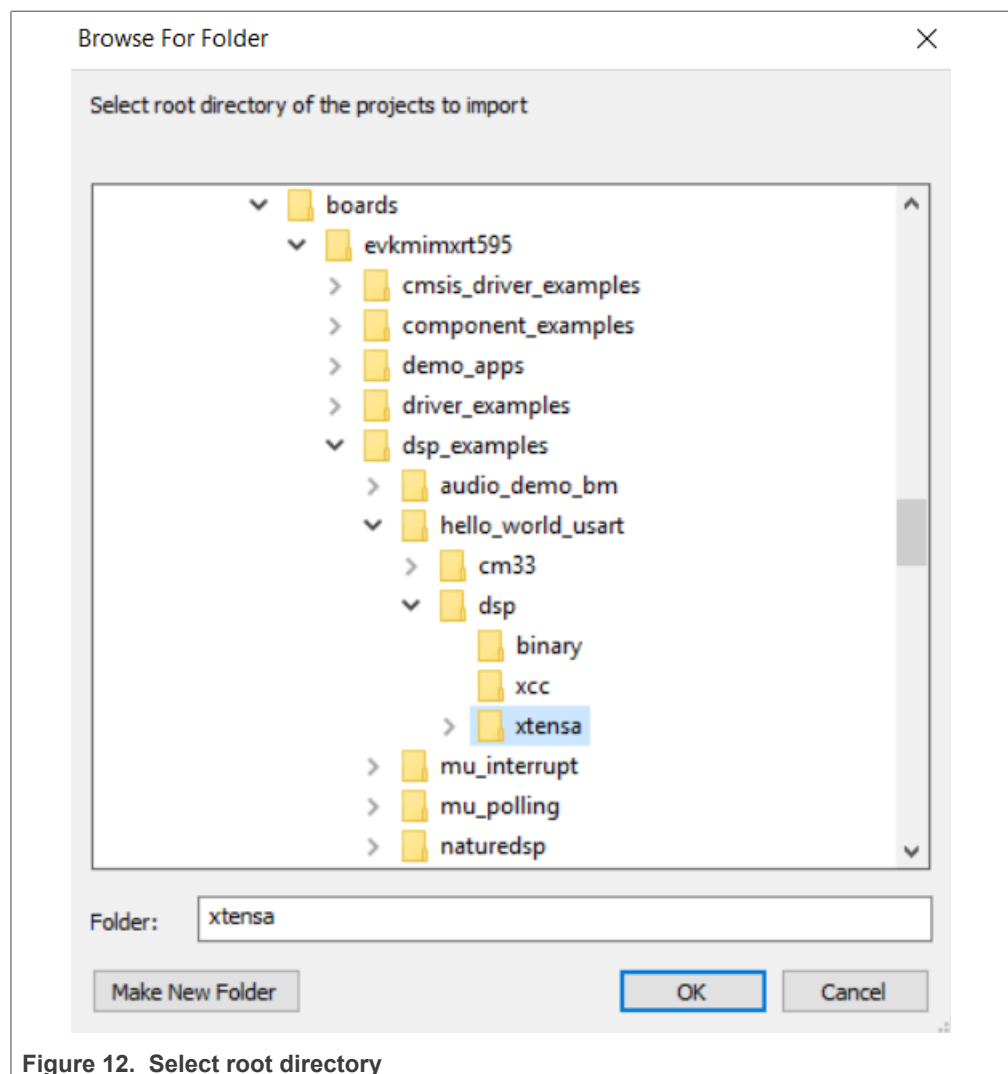 Browse For Folder
Select root directory of the projects to import
boards
evkmimxrt595
cmsis_driver_examples
component_examples
demo_apps
driver_examples
dsp_examples
audio_demo_bm
hello_world_usart
cm33
dsp
binary
xcc
xtensa
mu_interrupt
mu_polling
naturedsp
Folder: xtensa
Make New Folder OK Cancel
Figure 12. Select root directory